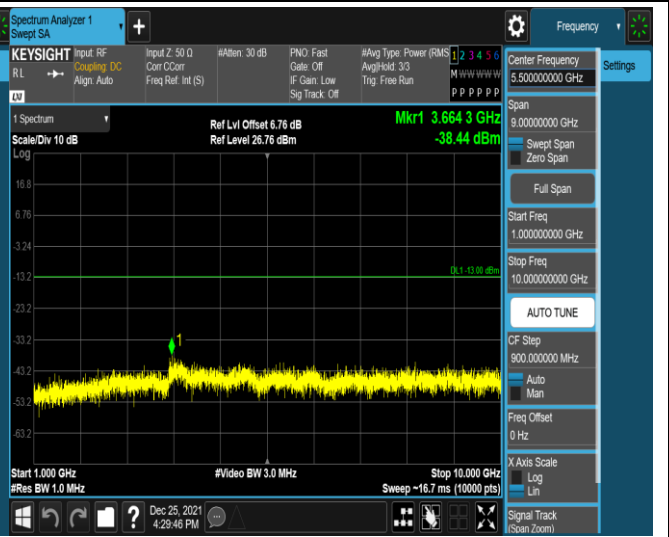 Spectrum Analyzer 1
Swept SA
+
Frequency
KEYSIGHT
RL
Input: RF
Coupling: DC
Align: Auto
Input Z: 50 Ω
Corr CCorr
Freq Ref: Int (S)
#Atten: 30 dB
PNO: Fast
Gate: Off
IF Gain: Low
Sig Track: Off
#Avg Type: Power (RMS
Avg|Hold: 3/3
Trig: Free Run
1 2 3 4 5 6
M W W W W W
P P P P P P
LXI
1 Spectrum
Scale/Div 10 dB
Ref Lvl Offset 6.76 dB
Ref Level 26.76 dBm
Mkr1 3.664 3 GHz
-38.44 dBm
Log
16.8
6.76
-3.24
-13.2
-23.2
-33.2
-43.2
-53.2
-63.2
DL1 -13.00 dBm
1
Start 1.000 GHz
#Res BW 1.0 MHz
#Video BW 3.0 MHz
Stop 10.000 GHz
Sweep ~16.7 ms (10000 pts)
?
Dec 25, 2021
4:29:46 PM
Center Frequency
5.500000000 GHz
Settings
Span
9.00000000 GHz
Swept Span
Zero Span
Full Span
Start Freq
1.000000000 GHz
Stop Freq
10.000000000 GHz
AUTO TUNE
CF Step
900.000000 MHz
Auto
Man
Freq Offset
0 Hz
X Axis Scale
Log
Lin
Signal Track
(Span Zoom)